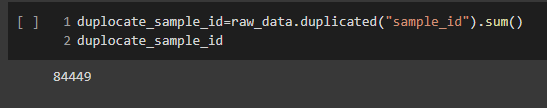 [ ] 1 duplocate_sample_id=raw_data.duplicated("sample_id").sum()
2 duplocate_sample_id
84449